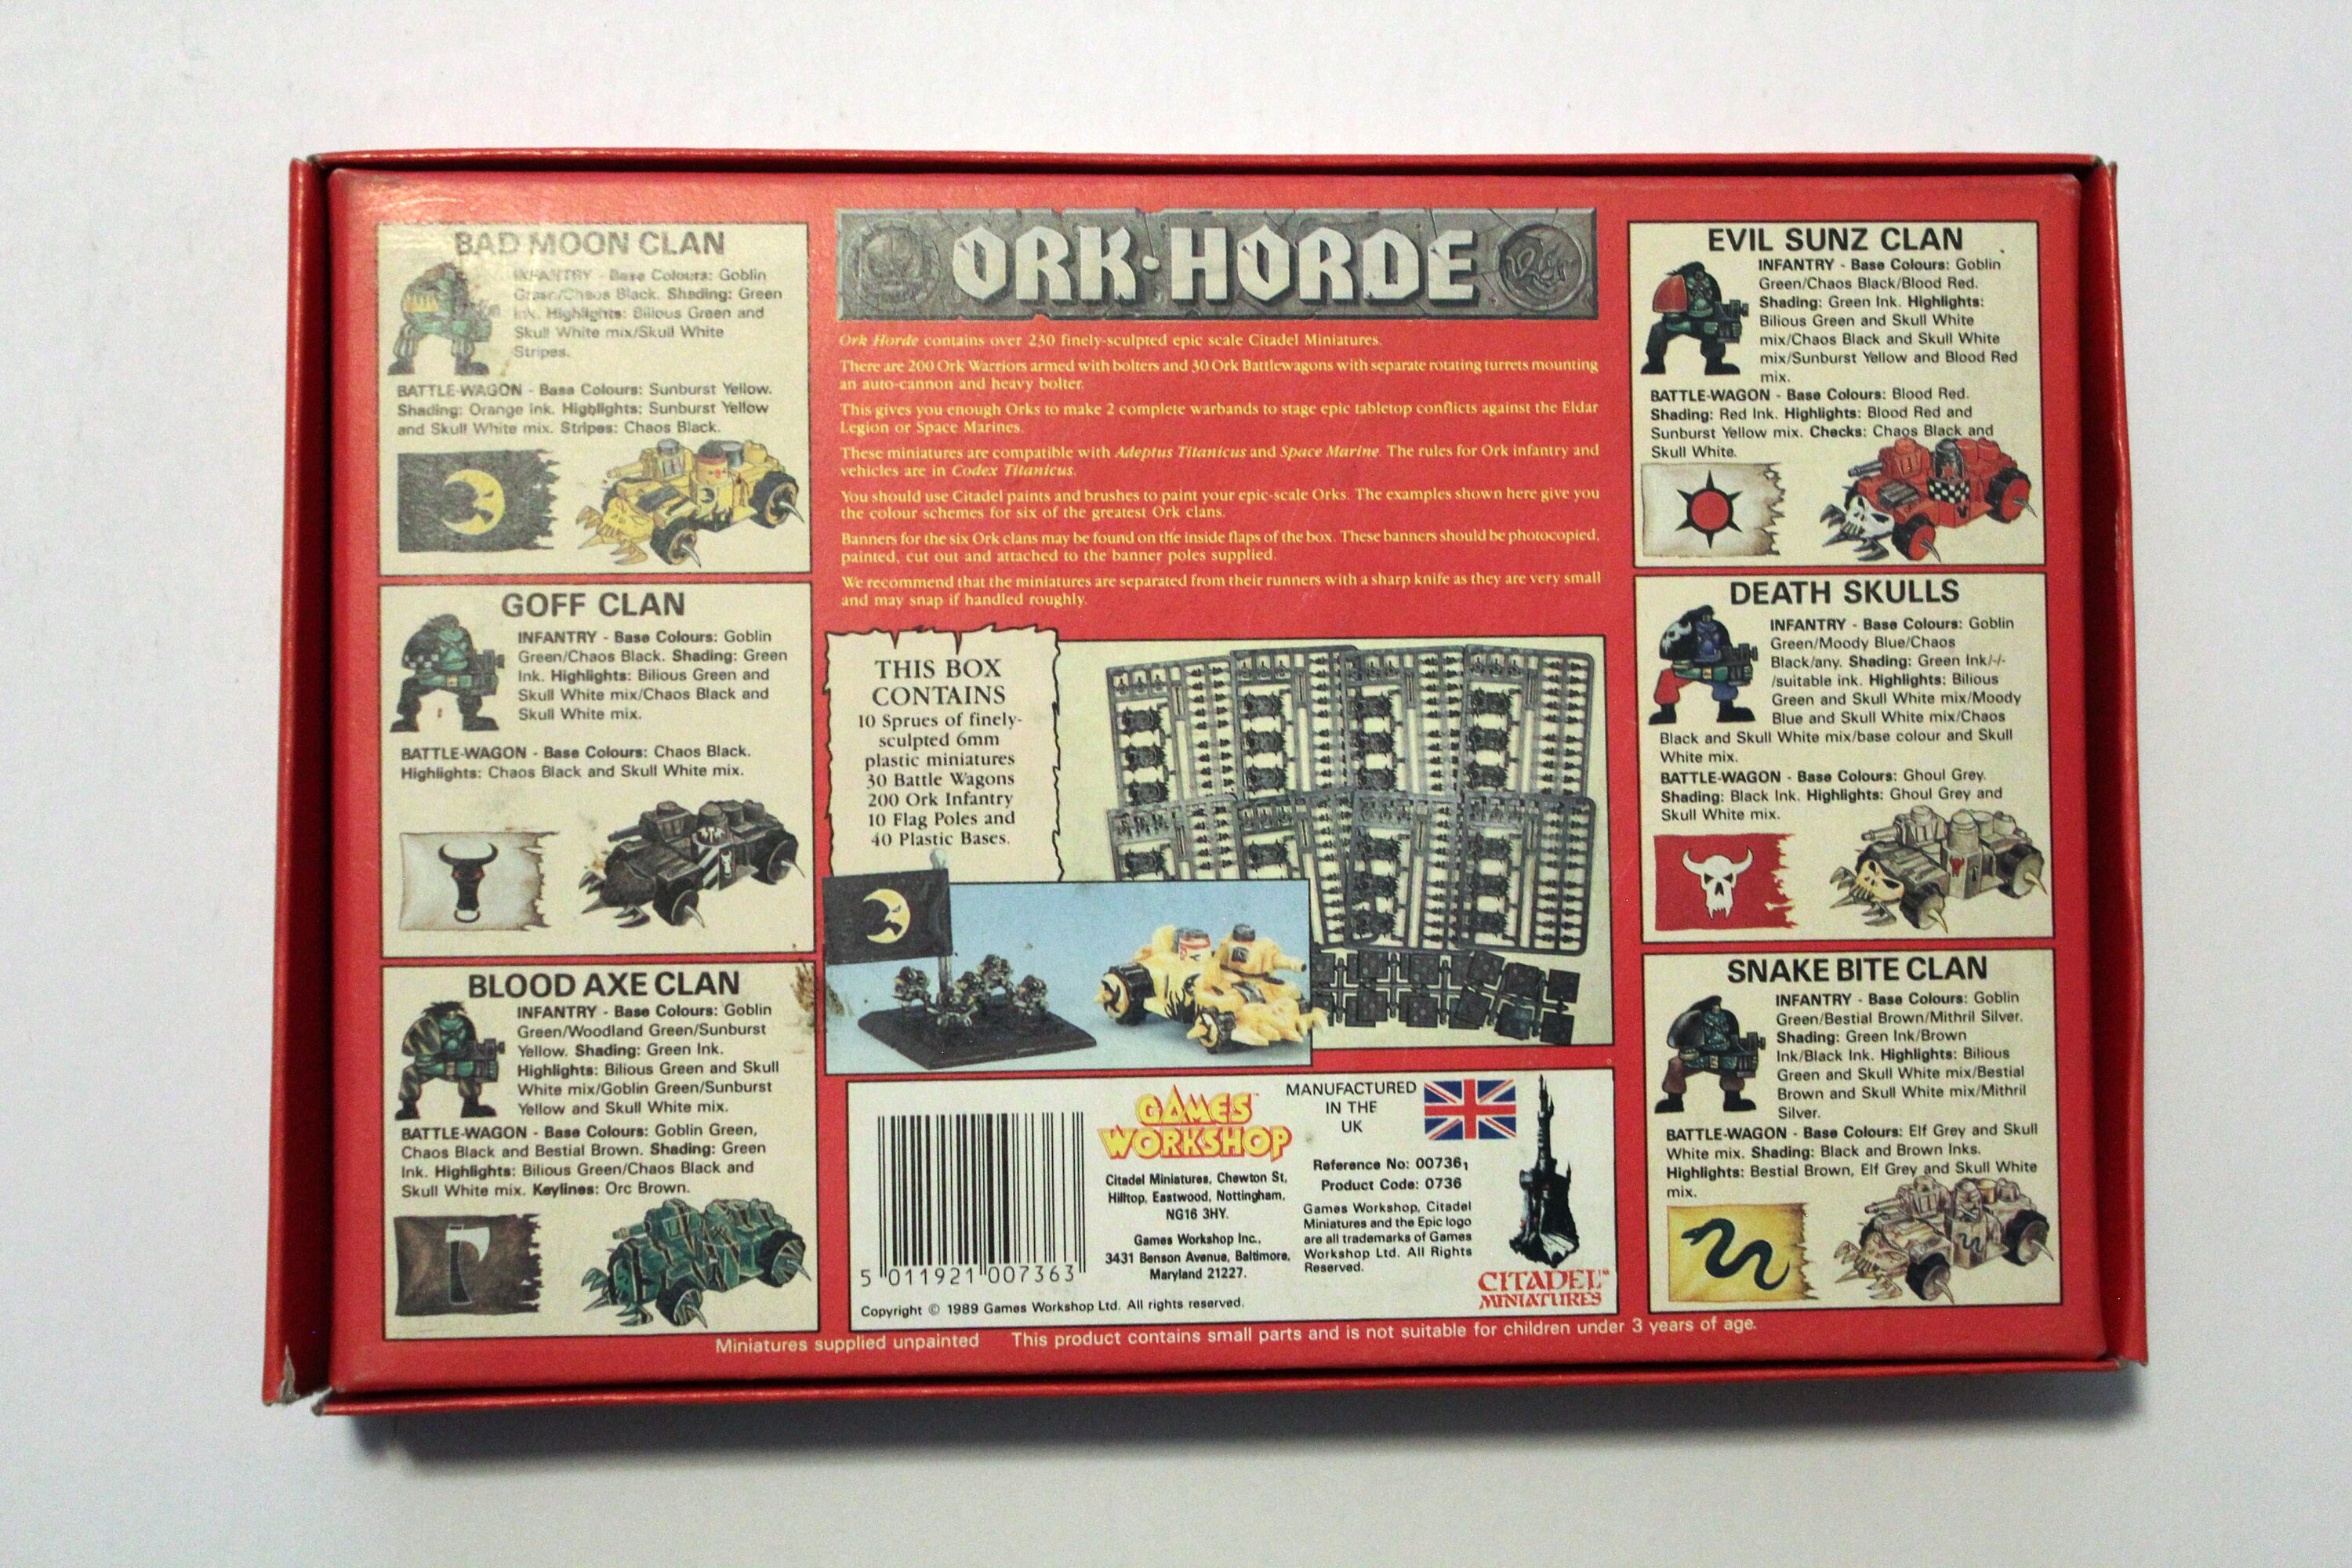 BAD MOON CLAN
INFANTRY - Base Colours: Goblin
Green/Chaos Black. Shading: Green
Ink. Highlights: Bilious Green and
Skull White mix/Skull White
Stripes.
BATTLE-WAGON - Base Colours: Sunburst Yellow.
Shading: Orange Ink. Highlights: Sunburst Yellow
and Skull White mix. Stripes: Chaos Black.
GOFF CLAN
INFANTRY - Base Colours: Goblin
Green/Chaos Black. Shading: Green
Ink. Highlights: Bilious Green and
Skull White mix/Chaos Black and
Skull White mix.
BATTLE-WAGON - Base Colours: Chaos Black.
Highlights: Chaos Black and Skull White mix.
BLOOD AXE CLAN
INFANTRY - Base Colours: Goblin
Green/Woodland Green/Sunburst
Yellow. Shading: Green Ink.
Highlights: Bilious Green and Skull
White mix/Goblin Green/Sunburst
Yellow and Skull White mix.
BATTLE-WAGON - Base Colours: Goblin Green,
Chaos Black and Bestial Brown. Shading: Green
Ink. Highlights: Bilious Green/Chaos Black and
Skull White mix. Keylines: Orc Brown.
ORK·HORDE
Ork Horde contains over 230 finely-sculpted epic scale Citadel Miniatures.
There are 200 Ork Warriors armed with bolters and 30 Ork Battlewagons with separate rotating turrets mounting
an auto-cannon and heavy bolter.
This gives you enough Orks to make 2 complete warbands to stage epic tabletop conflicts against the Eldar
Legion or Space Marines.
These miniatures are compatible with Adeptus Titanicus and Space Marine. The rules for Ork infantry and
vehicles are in Codex Titanicus.
You should use Citadel paints and brushes to paint your epic-scale Orks. The examples shown here give you
the colour schemes for six of the greatest Ork clans.
Banners for the six Ork clans may be found on the inside flaps of the box. These banners should be photocopied,
painted, cut out and attached to the banner poles supplied.
We recommend that the miniatures are separated from their runners with a sharp knife as they are very small
and may snap if handled roughly.
THIS BOX
CONTAINS
10 Sprues of finely-
sculpted 6mm
plastic miniatures
30 Battle Wagons
200 Ork Infantry
10 Flag Poles and
40 Plastic Bases.
5 011921 007363
GAMES
WORKSHOP
Citadel Miniatures, Chewton St,
Hilltop, Eastwood, Nottingham,
NG16 3HY.
Games Workshop Inc.,
3431 Benson Avenue, Baltimore,
Maryland 21227.
MANUFACTURED
IN THE
UK
Reference No: 007361
Product Code: 0736
Games Workshop, Citadel
Miniatures and the Epic logo
are all trademarks of Games
Workshop Ltd. All Rights
Reserved.
CITADEL™
MINIATURES
Copyright © 1989 Games Workshop Ltd. All rights reserved.
EVIL SUNZ CLAN
INFANTRY - Base Colours: Goblin
Green/Chaos Black/Blood Red.
Shading: Green Ink. Highlights:
Bilious Green and Skull White
mix/Chaos Black and Skull White
mix/Sunburst Yellow and Blood Red
mix.
BATTLE-WAGON - Base Colours: Blood Red.
Shading: Red Ink. Highlights: Blood Red and
Sunburst Yellow mix. Checks: Chaos Black and
Skull White.
DEATH SKULLS
INFANTRY - Base Colours: Goblin
Green/Moody Blue/Chaos
Black/any. Shading: Green Ink/-/-
/suitable ink. Highlights: Bilious
Green and Skull White mix/Moody
Blue and Skull White mix/Chaos
Black and Skull White mix/base colour and Skull
White mix.
BATTLE-WAGON - Base Colours: Ghoul Grey.
Shading: Black Ink. Highlights: Ghoul Grey and
Skull White mix.
SNAKE BITE CLAN
INFANTRY - Base Colours: Goblin
Green/Bestial Brown/Mithril Silver.
Shading: Green Ink/Brown
Ink/Black Ink. Highlights: Bilious
Green and Skull White mix/Bestial
Brown and Skull White mix/Mithril
Silver.
BATTLE-WAGON - Base Colours: Elf Grey and Skull
White mix. Shading: Black and Brown Inks.
Highlights: Bestial Brown, Elf Grey and Skull White
mix.
Miniatures supplied unpainted This product contains small parts and is not suitable for children under 3 years of age.